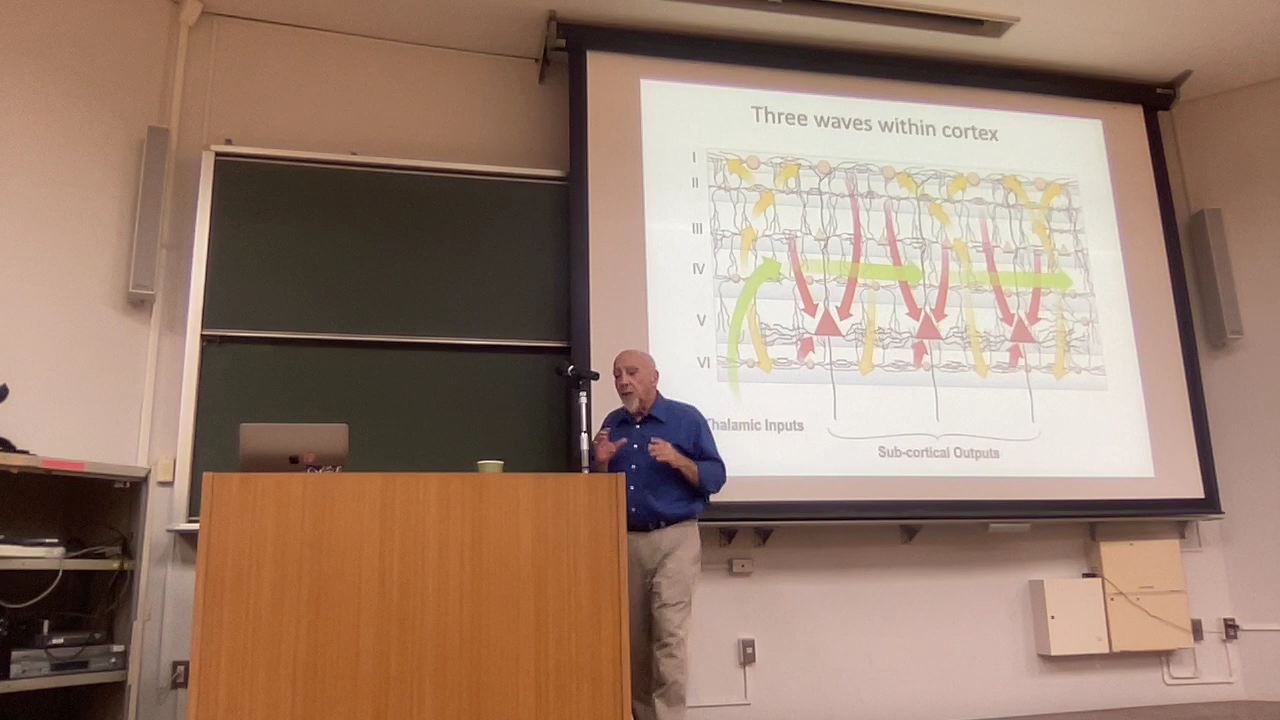 Three waves within cortex
I
II
III
IV
V
VI
Thalamic Inputs
Sub-cortical Outputs